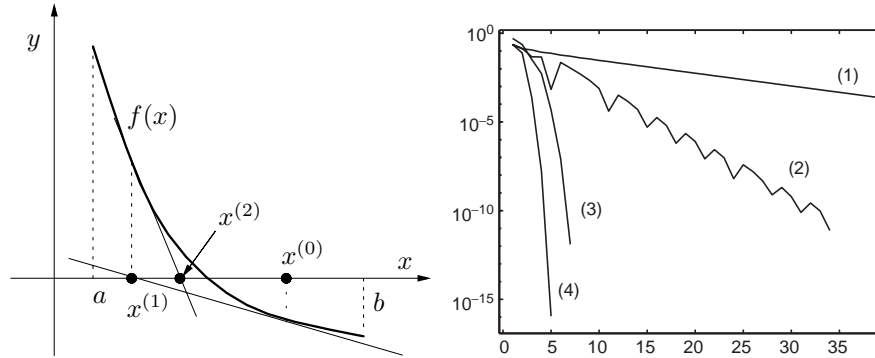 y
f(x)
x^{(2)}
x^{(0)}
x
a
x^{(1)}
b
10^0
10^{-5}
10^{-10}
10^{-15}
(1)
(2)
(3)
(4)
0 5 10 15 20 25 30 35